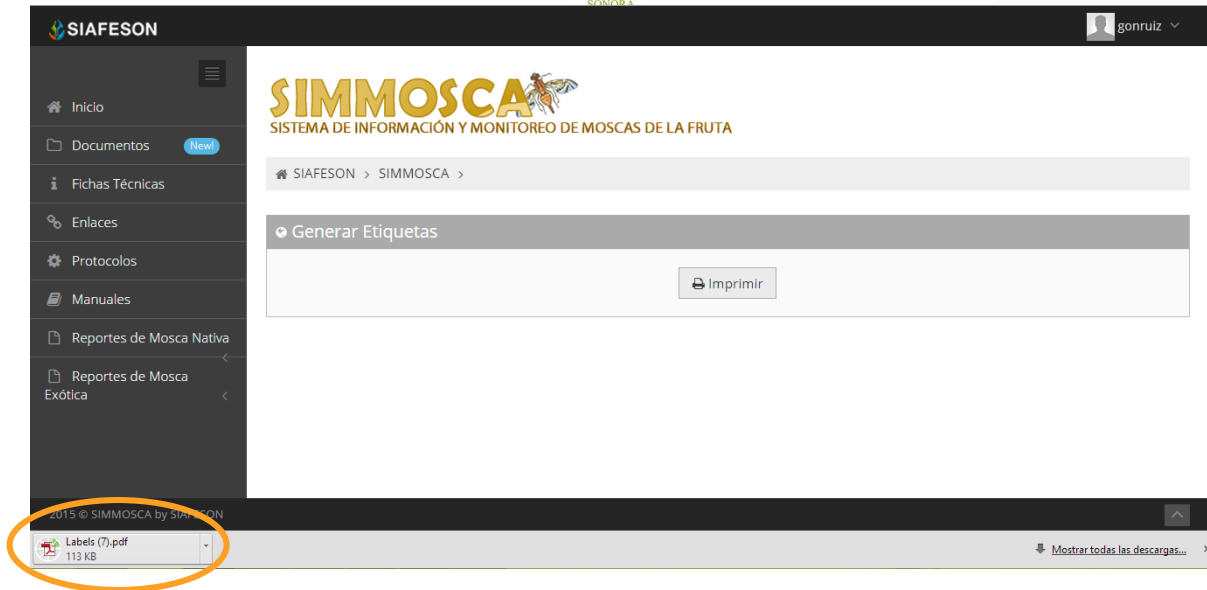 SONORA
SIAFESON
gonruiz
Inicio
Documentos New!
Fichas Técnicas
Enlaces
Protocolos
Manuales
Reportes de Mosca Nativa
Reportes de Mosca
Exótica
SIMMOSCA
SISTEMA DE INFORMACIÓN Y MONITOREO DE MOSCAS DE LA FRUTA
SIAFESON > SIMMOSCA >
Generar Etiquetas
Imprimir
2015 © SIMMOSCA by SIAFESON
Labels (7).pdf
113 KB
Mostrar todas las descargas...